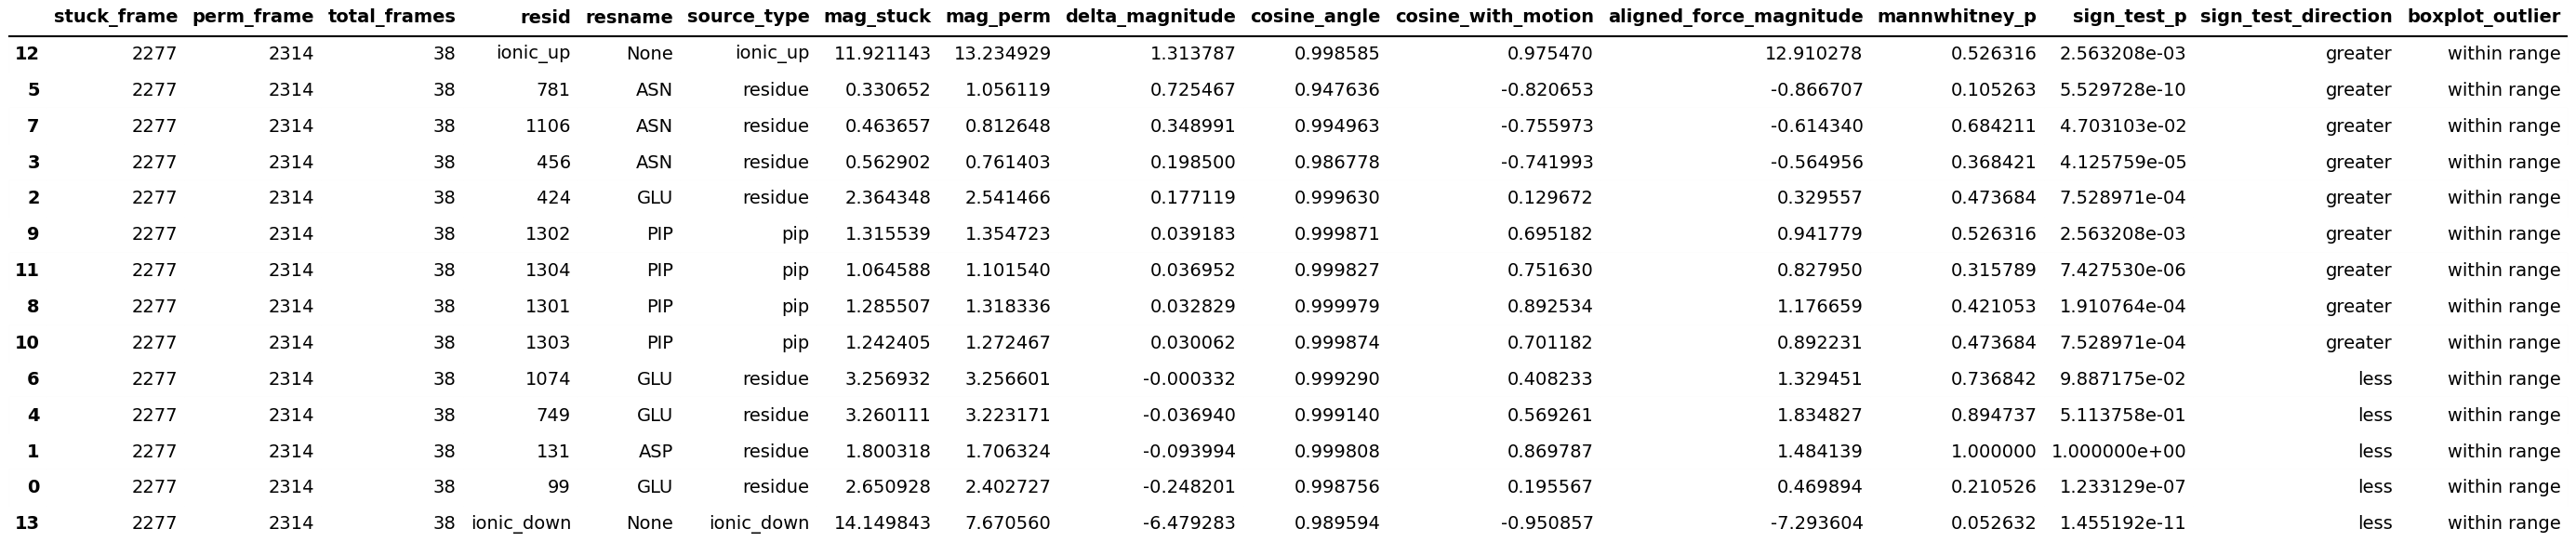 stuck_frame perm_frame total_frames resid resname source_type mag_stuck mag_perm delta_magnitude cosine_angle cosine_with_motion aligned_force_magnitude mannwhitney_p sign_test_p sign_test_direction boxplot_outlier
12 2277 2314 38 ionic_up None ionic_up 11.921143 13.234929 1.313787 0.998585 0.975470 12.910278 0.526316 2.563208e-03 greater within range
5 2277 2314 38 781 ASN residue 0.330652 1.056119 0.725467 0.947636 -0.820653 -0.866707 0.105263 5.529728e-10 greater within range
7 2277 2314 38 1106 ASN residue 0.463657 0.812648 0.348991 0.994963 -0.755973 -0.614340 0.684211 4.703103e-02 greater within range
3 2277 2314 38 456 ASN residue 0.562902 0.761403 0.198500 0.986778 -0.741993 -0.564956 0.368421 4.125759e-05 greater within range
2 2277 2314 38 424 GLU residue 2.364348 2.541466 0.177119 0.999630 0.129672 0.329557 0.473684 7.528971e-04 greater within range
9 2277 2314 38 1302 PIP pip 1.315539 1.354723 0.039183 0.999871 0.695182 0.941779 0.526316 2.563208e-03 greater within range
11 2277 2314 38 1304 PIP pip 1.064588 1.101540 0.036952 0.999827 0.751630 0.827950 0.315789 7.427530e-06 greater within range
8 2277 2314 38 1301 PIP pip 1.285507 1.318336 0.032829 0.999979 0.892534 1.176659 0.421053 1.910764e-04 greater within range
10 2277 2314 38 1303 PIP pip 1.242405 1.272467 0.030062 0.999874 0.701182 0.892231 0.473684 7.528971e-04 greater within range
6 2277 2314 38 1074 GLU residue 3.256932 3.256601 -0.000332 0.999290 0.408233 1.329451 0.736842 9.887175e-02 less within range
4 2277 2314 38 749 GLU residue 3.260111 3.223171 -0.036940 0.999140 0.569261 1.834827 0.894737 5.113758e-01 less within range
1 2277 2314 38 131 ASP residue 1.800318 1.706324 -0.093994 0.999808 0.869787 1.484139 1.000000 1.000000e+00 less within range
0 2277 2314 38 99 GLU residue 2.650928 2.402727 -0.248201 0.998756 0.195567 0.469894 0.210526 1.233129e-07 less within range
13 2277 2314 38 ionic_down None ionic_down 14.149843 7.670560 -6.479283 0.989594 -0.950857 -7.293604 0.052632 1.455192e-11 less within range